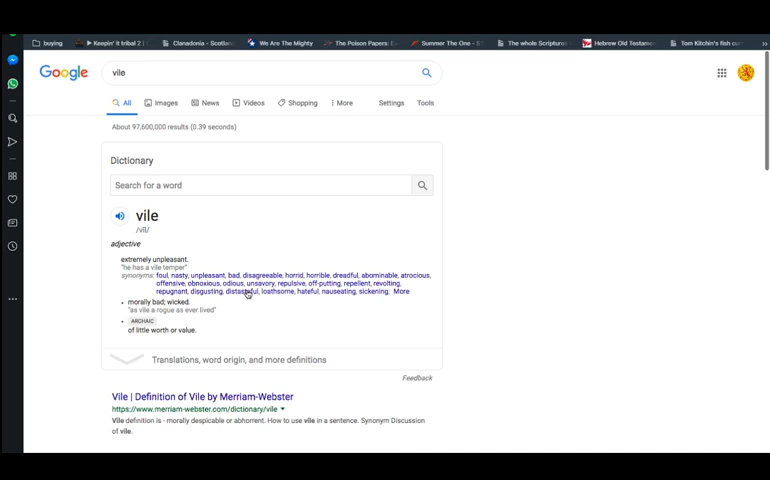 buying
Keepin' it tribal 2
Clanadonia - Scotlan
We Are The Mighty
The Poison Papers: E
Summer The One - S
The whole Scripture
Hebrew Old Testame
Tom Kitchin's fish cur
»
Google
vile
All
Images
News
Videos
Shopping
More
Settings
Tools
About 97,600,000 results (0.39 seconds)
Dictionary
Search for a word
vile
/vīl/
adjective
extremely unpleasant.
"he has a vile temper"
synonyms: foul, nasty, unpleasant, bad, disagreeable, horrid, horrible, dreadful, abominable, atrocious,
offensive, obnoxious, odious, unsavory, repulsive, off-putting, repellent, revolting,
repugnant, disgusting, distasteful, loathsome, hateful, nauseating, sickening; More
• morally bad; wicked.
"as vile a rogue as ever lived"
• ARCHAIC
of little worth or value.
Translations, word origin, and more definitions
Feedback
Vile | Definition of Vile by Merriam-Webster
https://www.merriam-webster.com/dictionary/vile
Vile definition is - morally despicable or abhorrent. How to use vile in a sentence. Synonym Discussion
of vile.